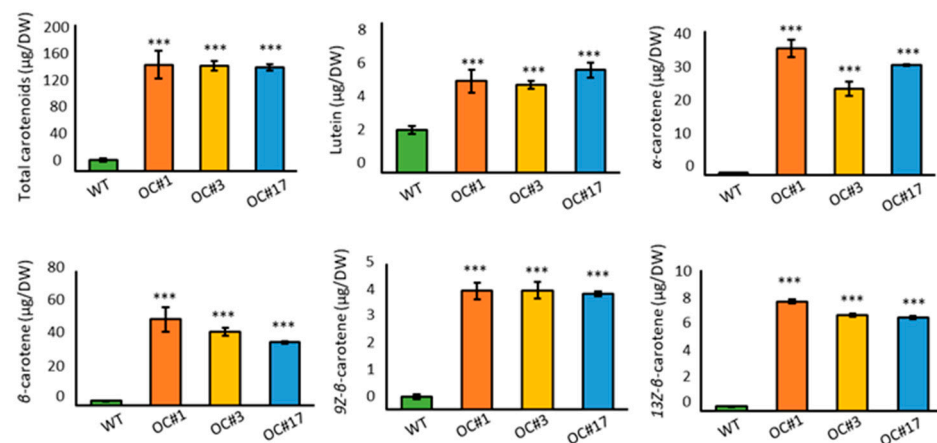 Total carotenoids (µg/DW)
200
160
120
80
40
0
*** *** ***
WT OC#1 OC#3 OC#17
Lutein (µg/DW)
8
6
4
2
0
*** *** ***
WT OC#1 OC#3 OC#17
α-carotene (µg/DW)
40
30
20
10
0
*** *** ***
WT OC#1 OC#3 OC#17
β-carotene (µg/DW)
80
60
40
20
0
*** *** ***
WT OC#1 OC#3 OC#17
9Z-β-carotene (µg/DW)
5
4
3
2
1
0
*** *** ***
WT OC#1 OC#3 OC#17
13Z-β-carotene (µg/DW)
10
8
6
4
2
0
*** *** ***
WT OC#1 OC#3 OC#17